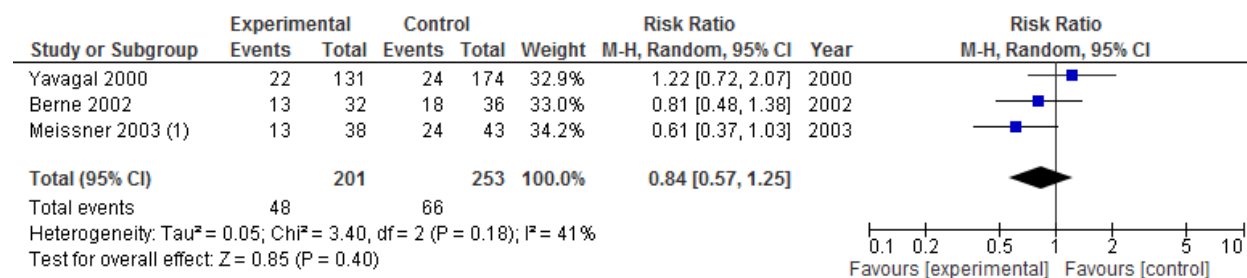 Experimental Control Risk Ratio Risk Ratio
Study or Subgroup Events Total Events Total Weight M-H, Random, 95% CI Year M-H, Random, 95% CI
Yavagal 2000 22 131 24 174 32.9% 1.22 [0.72, 2.07] 2000
Berne 2002 13 32 18 36 33.0% 0.81 [0.48, 1.38] 2002
Meissner 2003 (1) 13 38 24 43 34.2% 0.61 [0.37, 1.03] 2003
Total (95% CI) 201 253 100.0% 0.84 [0.57, 1.25]
Total events 48 66
Heterogeneity: Tau² = 0.05; Chi² = 3.40, df = 2 (P = 0.18); I² = 41%
Test for overall effect: Z = 0.85 (P = 0.40)
0.1 0.2 0.5 1 2 5 10
Favours [experimental] Favours [control]